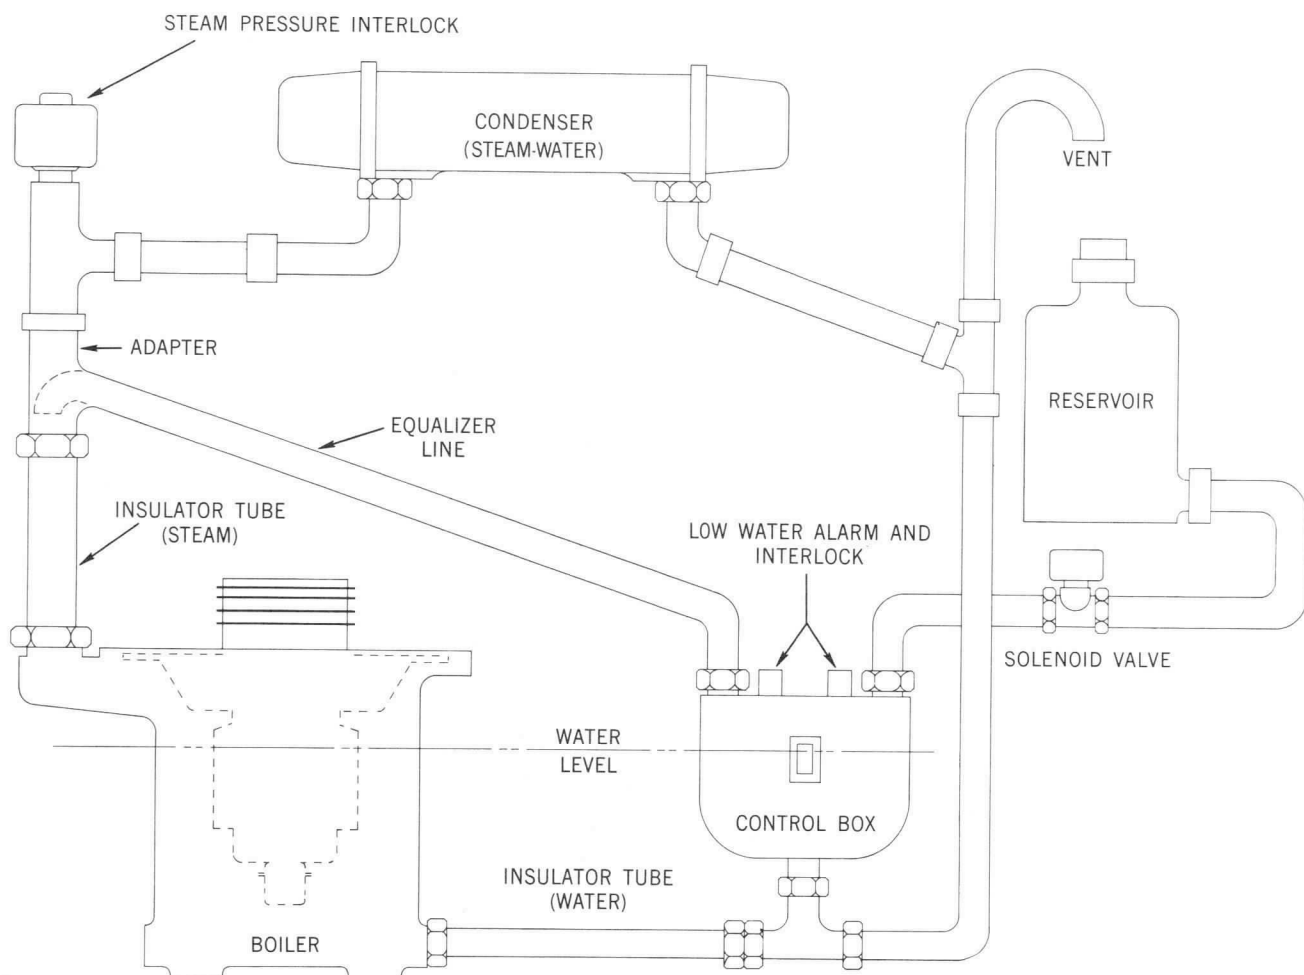 STEAM PRESSURE INTERLOCK
CONDENSER
(STEAM-WATER)
VENT
ADAPTER
RESERVOIR
EQUALIZER
LINE
INSULATOR TUBE
(STEAM)
LOW WATER ALARM AND
INTERLOCK
SOLENOID VALVE
WATER
LEVEL
CONTROL BOX
INSULATOR TUBE
(WATER)
BOILER